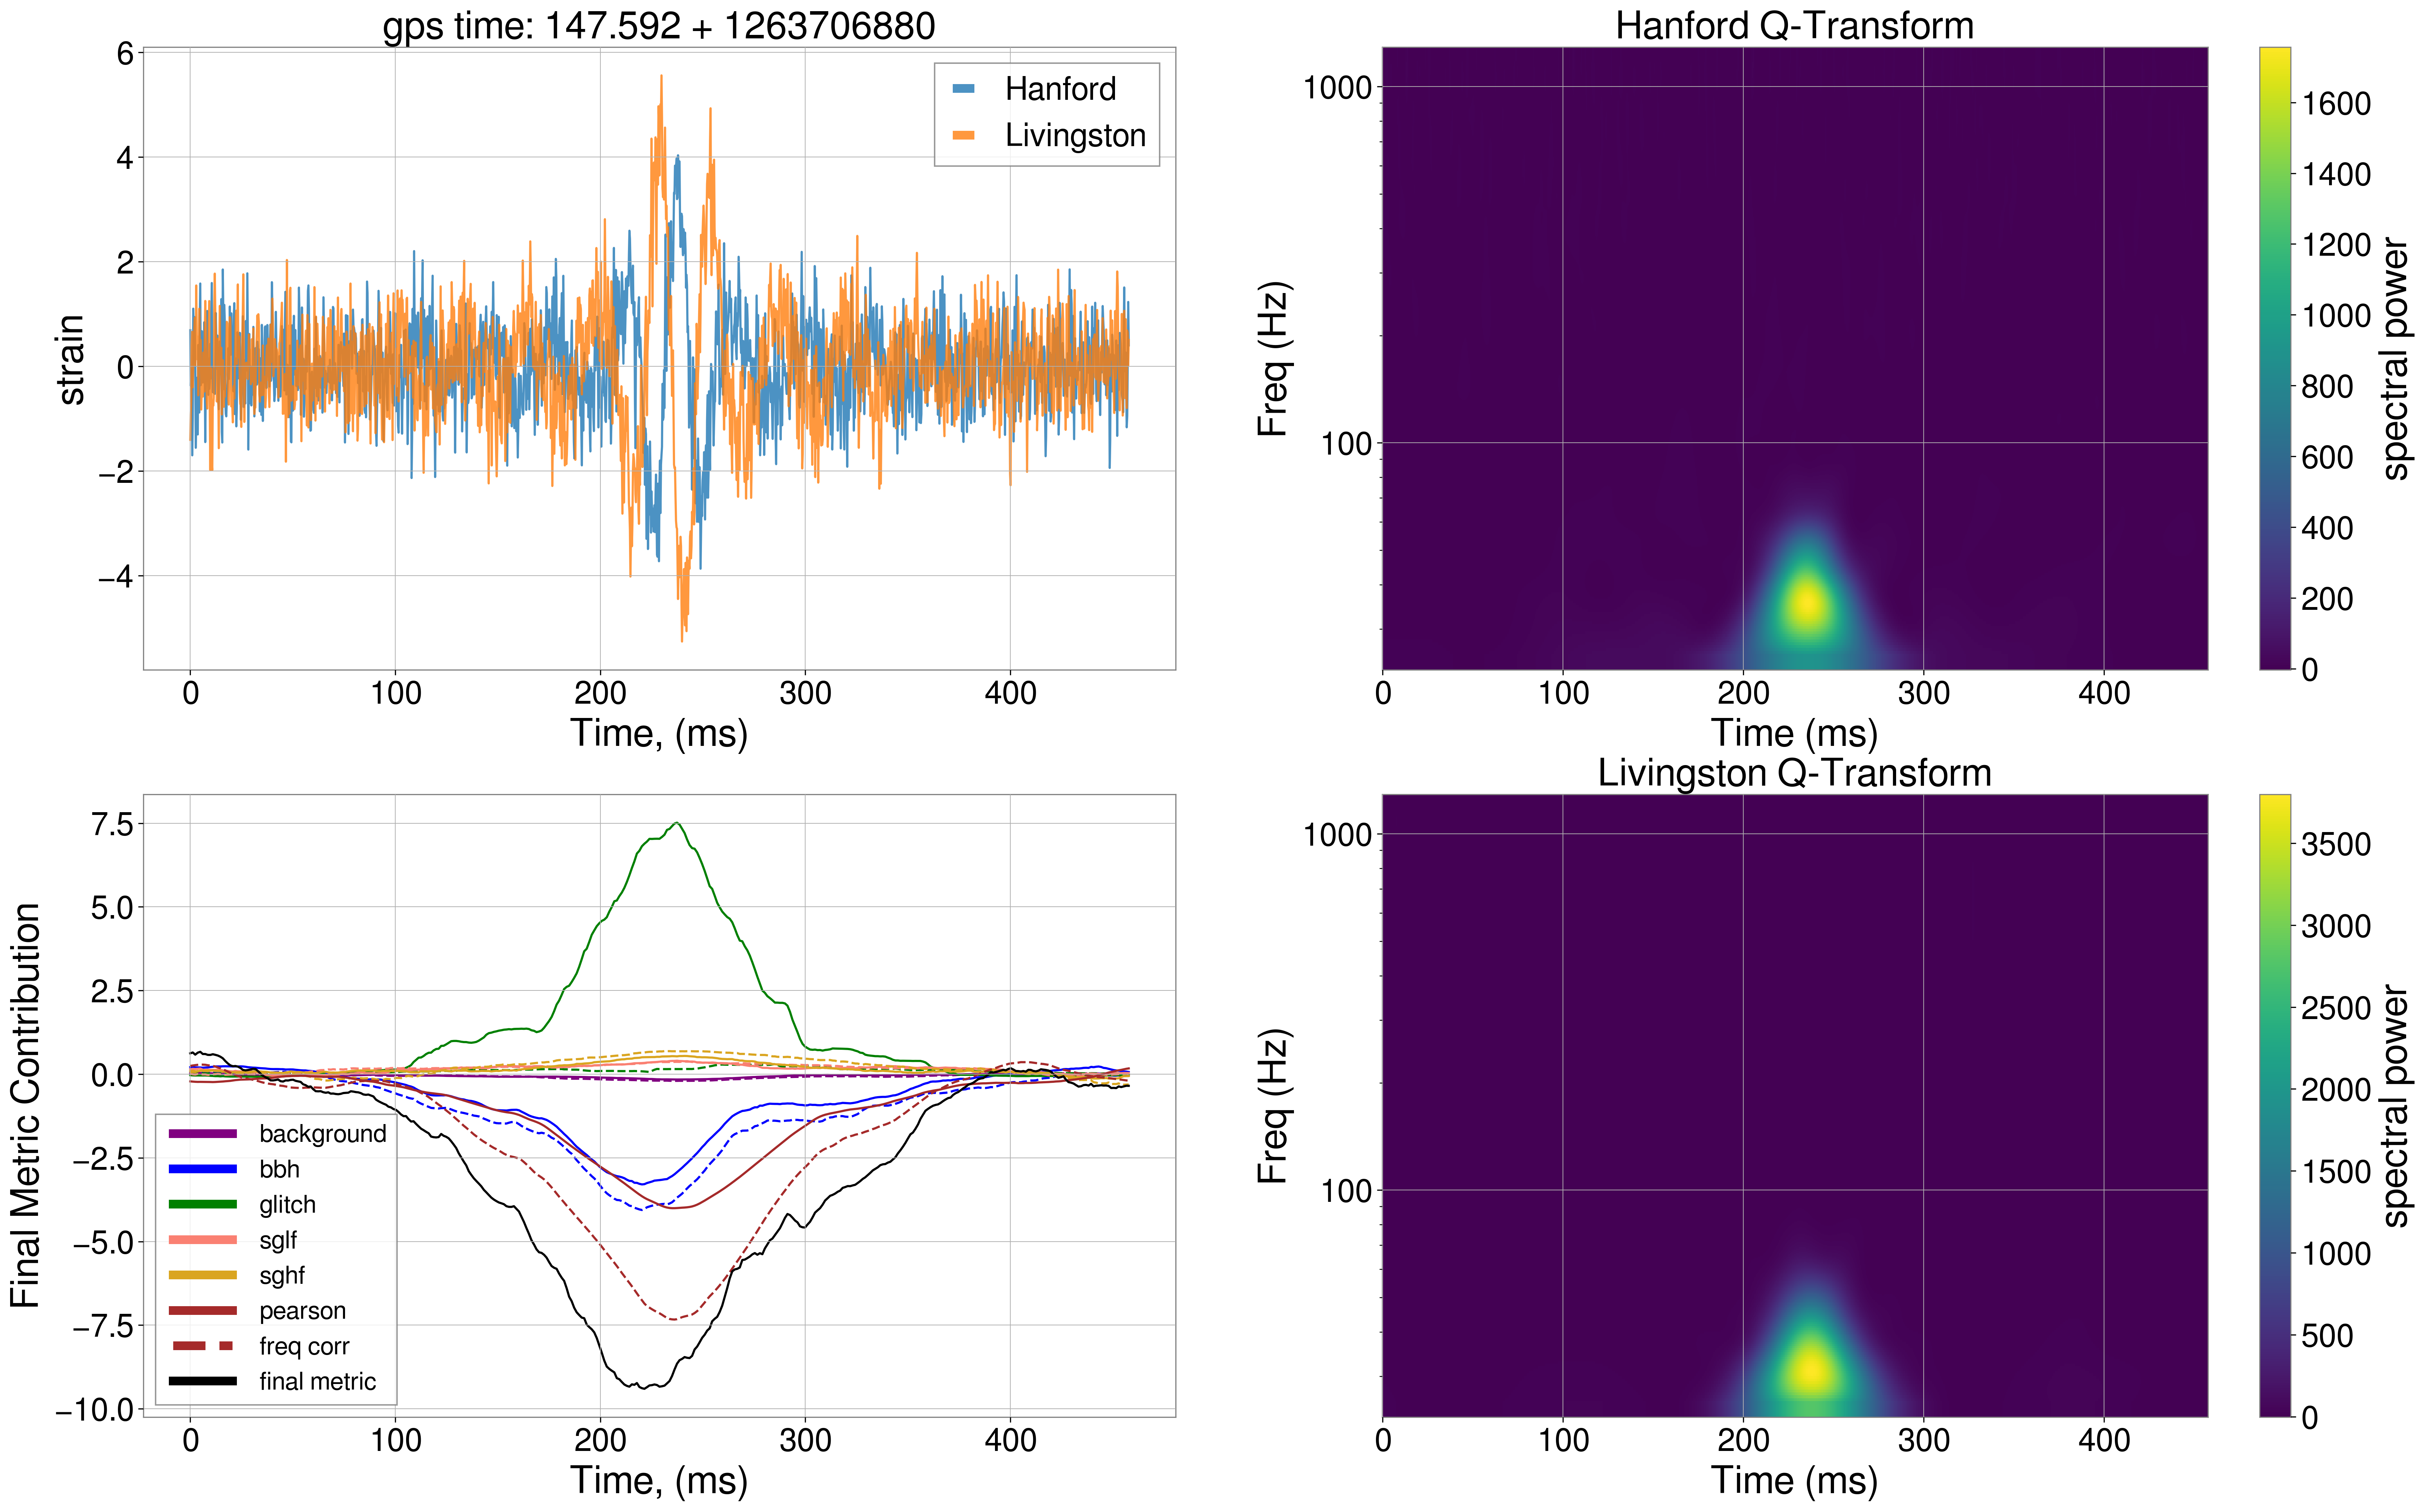 gps time: 147.592 + 1263706880
6
4
2
0
−2
−4
strain
Hanford
Livingston
0
100
200
300
400
Time, (ms)
Hanford Q-Transform
1000
100
Freq (Hz)
0
100
200
300
400
Time (ms)
1600
1400
1200
1000
800
600
400
200
0
spectral power
7.5
5.0
2.5
0.0
−2.5
−5.0
−7.5
−10.0
Final Metric Contribution
background
bbh
glitch
sglf
sghf
pearson
freq corr
final metric
0
100
200
300
400
Time, (ms)
Livingston Q-Transform
1000
100
Freq (Hz)
0
100
200
300
400
Time (ms)
3500
3000
2500
2000
1500
1000
500
0
spectral power